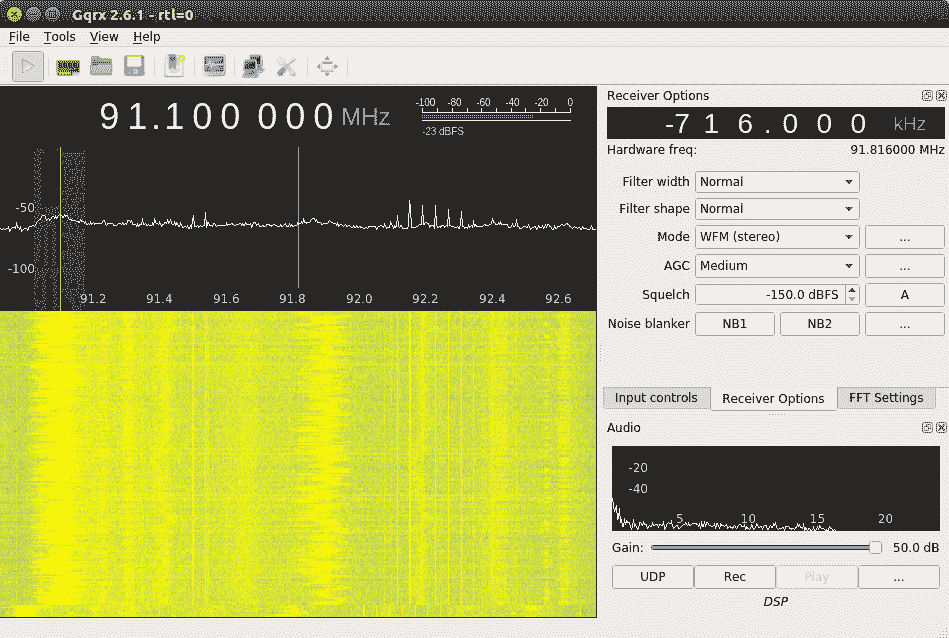 Gqrx 2.6.1 - rtl=0
File Tools View Help
91.100 000 MHz
-100 -80 -60 -40 -20 0
-23 dBFS
-50
-100
91.2 91.4 91.6 91.8 92.0 92.2 92.4 92.6
Receiver Options
-716.000 kHz
Hardware freq: 91.816000 MHz
Filter width Normal
Filter shape Normal
Mode WFM (stereo) ...
AGC Medium ...
Squelch -150.0 dBFS A
Noise blanker NB1 NB2 ...
Input controls Receiver Options FFT Settings
Audio
-20
-40
5 10 15 20
Gain: 50.0 dB
UDP Rec Play ...
DSP